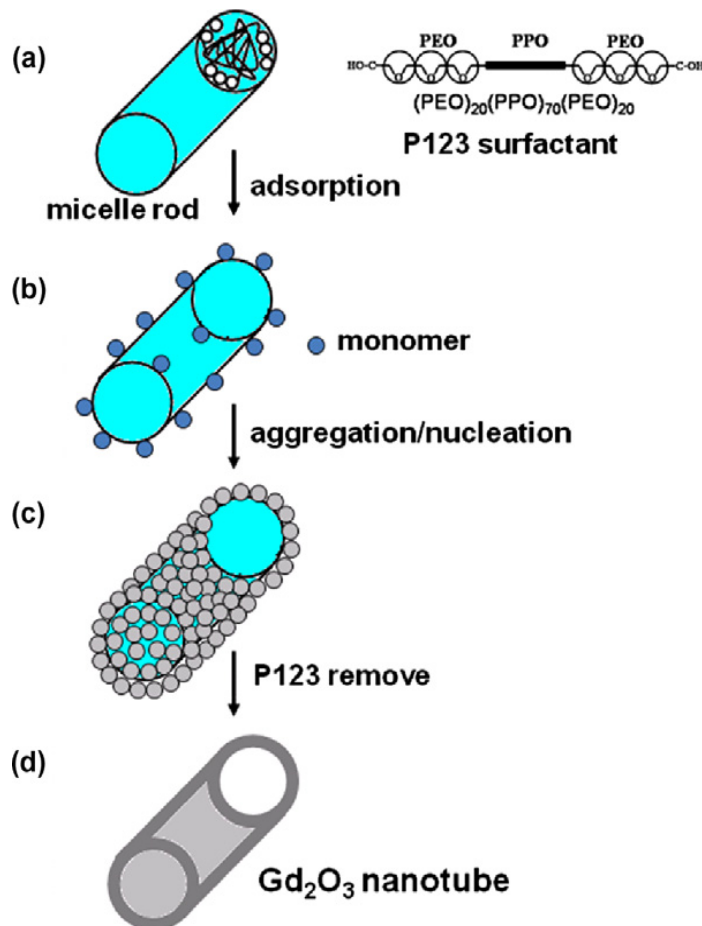 (a)
PEO PPO PEO
HO-C C-OH
(PEO)20(PPO)70(PEO)20
P123 surfactant
micelle rod
adsorption
(b)
monomer
aggregation/nucleation
(c)
P123 remove
(d)
Gd2O3 nanotube